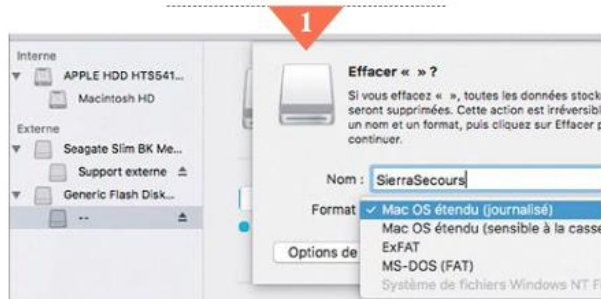 1
Interne
APPLE HDD HTS541...
Macintosh HD
Externe
Seagate Slim BK Me...
Support externe
Generic Flash Disk...
--
Effacer « » ?
Si vous effacez « », toutes les données
seront supprimées. Cette action est
un nom et un format, puis cliquez sur Effacer
continuer.
Nom : SierraSecours
Format
✓ Mac OS étendu (journalisé)
Mac OS étendu (sensible à la casse
ExFAT
MS-DOS (FAT)
Système de fichiers Windows NT
Options de